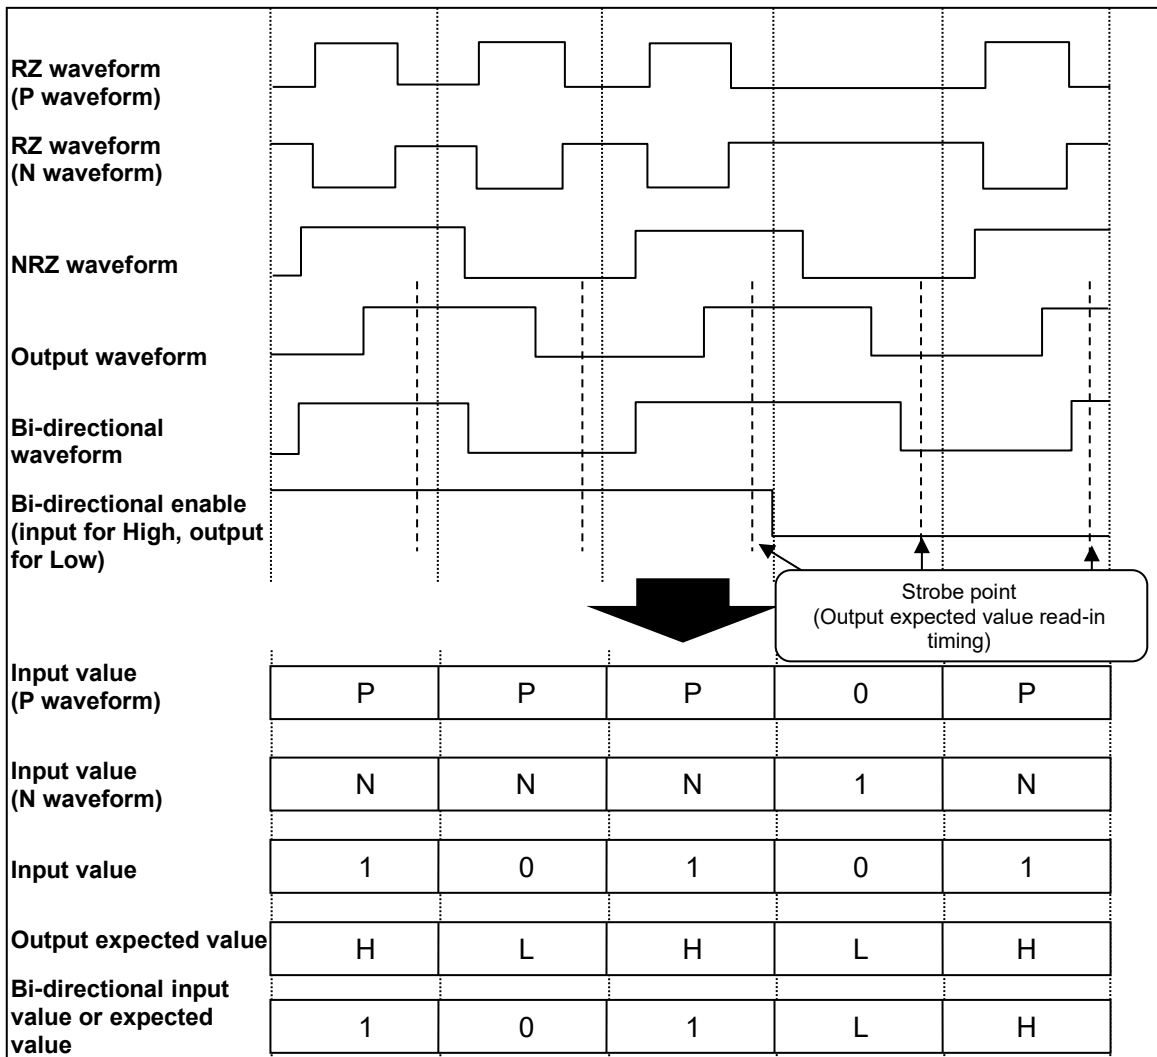 RZ waveform
(P waveform)
RZ waveform
(N waveform)
NRZ waveform
Output waveform
Bi-directional
waveform
Bi-directional enable
(input for High, output
for Low)
Strobe point
(Output expected value read-in
timing)
Input value
(P waveform)
P P P 0 P
Input value
(N waveform)
N N N 1 N
Input value
1 0 1 0 1
Output expected value
H L H L H
Bi-directional input
value or expected
value
1 0 1 L H